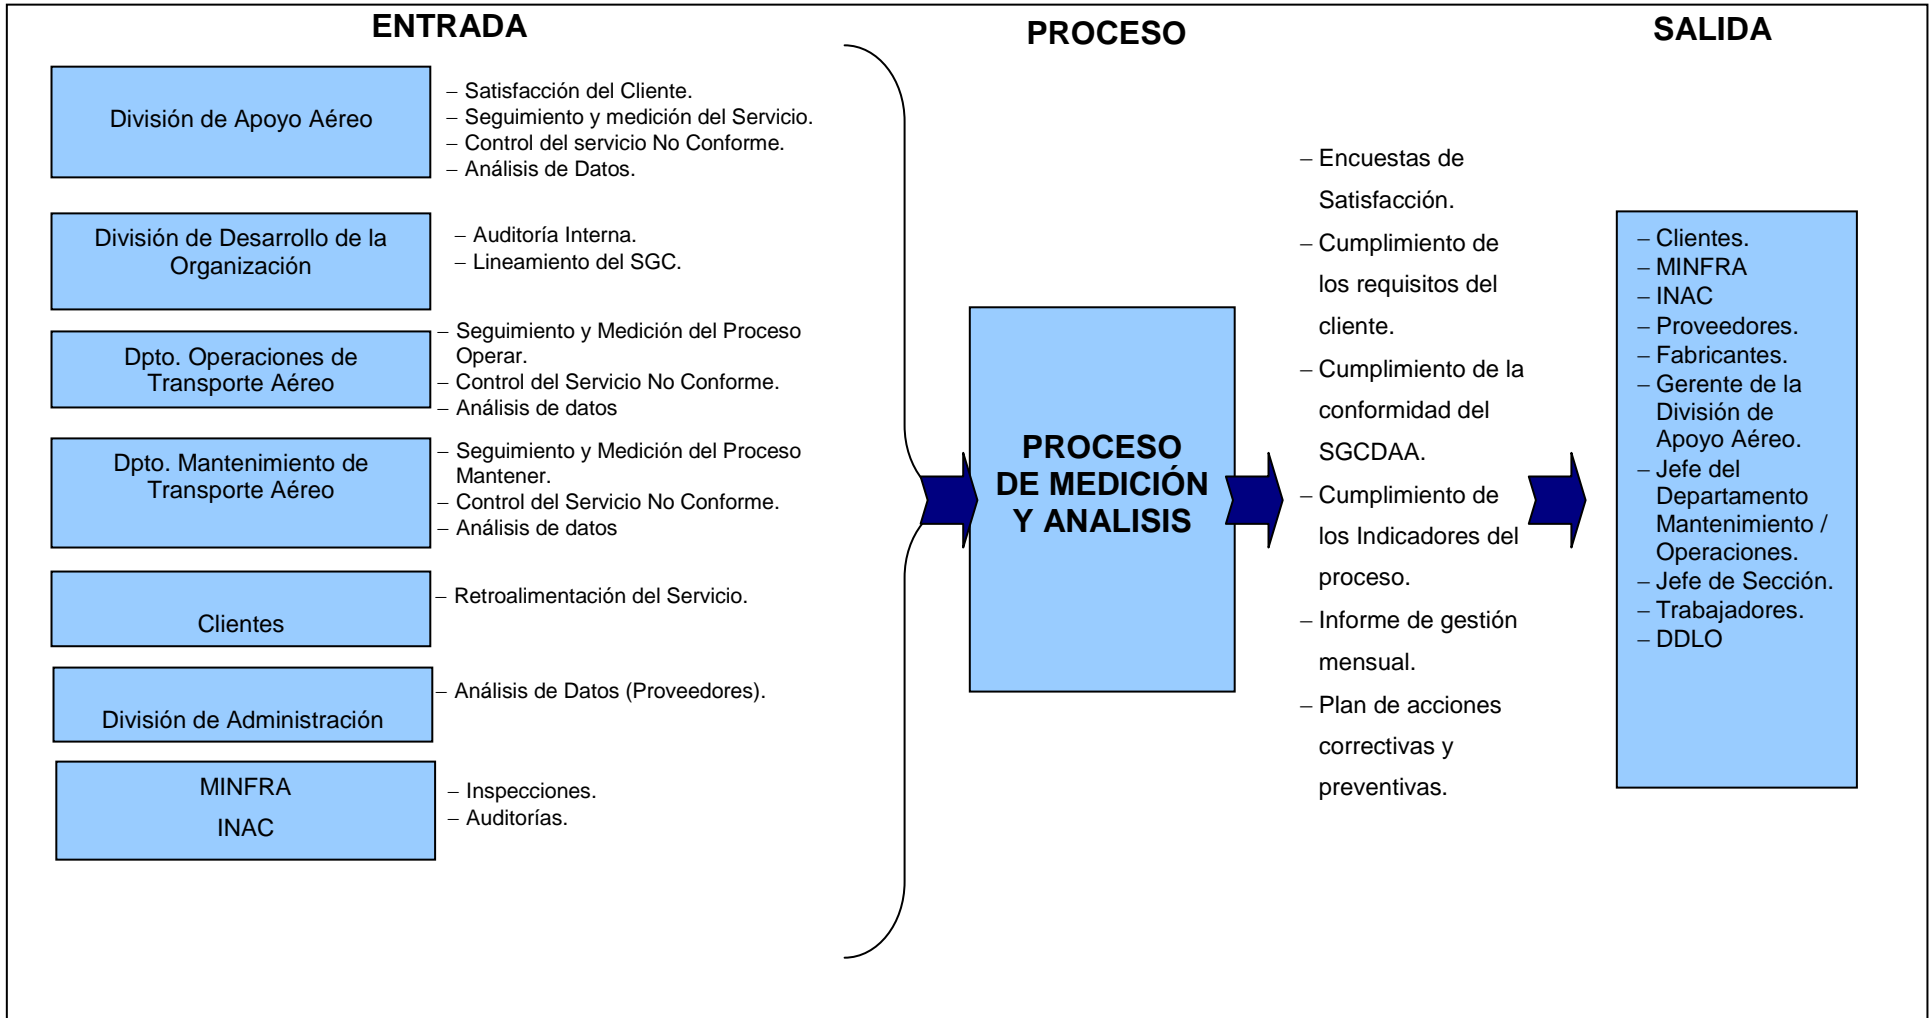 ENTRADA
PROCESO
SALIDA
División de Apoyo Aéreo
– Satisfacción del Cliente.
– Seguimiento y medición del Servicio.
– Control del servicio No Conforme.
– Análisis de Datos.
División de Desarrollo de la
Organización
– Auditoría Interna.
– Lineamiento del SGC.
Dpto. Operaciones de
Transporte Aéreo
– Seguimiento y Medición del Proceso
Operar.
– Control del Servicio No Conforme.
– Análisis de datos
Dpto. Mantenimiento de
Transporte Aéreo
– Seguimiento y Medición del Proceso
Mantener.
– Control del Servicio No Conforme.
– Análisis de datos
Clientes
– Retroalimentación del Servicio.
División de Administración
– Análisis de Datos (Proveedores).
MINFRA
INAC
– Inspecciones.
– Auditorías.
PROCESO
DE MEDICIÓN
Y ANALISIS
– Encuestas de
Satisfacción.
– Cumplimiento de
los requisitos del
cliente.
– Cumplimiento de la
conformidad del
SGCDAA.
– Cumplimiento de
los Indicadores del
proceso.
– Informe de gestión
mensual.
– Plan de acciones
correctivas y
preventivas.
– Clientes.
– MINFRA
– INAC
– Proveedores.
– Fabricantes.
– Gerente de la
División de
Apoyo Aéreo.
– Jefe del
Departamento
Mantenimiento /
Operaciones.
– Jefe de Sección.
– Trabajadores.
– DDLO